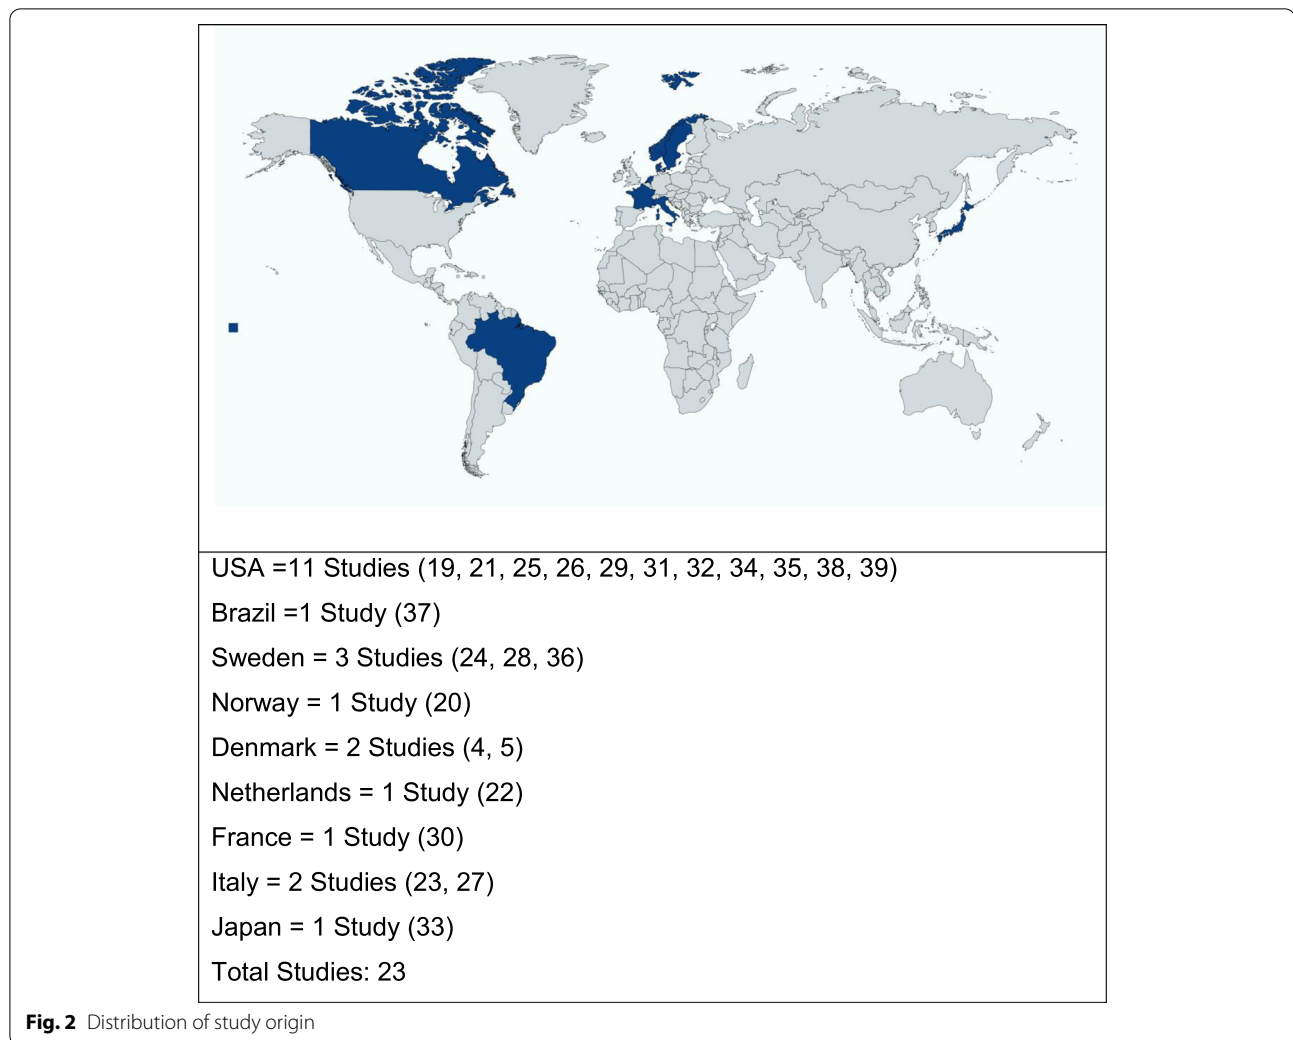 USA =11 Studies (19, 21, 25, 26, 29, 31, 32, 34, 35, 38, 39)
Brazil =1 Study (37)
Sweden = 3 Studies (24, 28, 36)
Norway = 1 Study (20)
Denmark = 2 Studies (4, 5)
Netherlands = 1 Study (22)
France = 1 Study (30)
Italy = 2 Studies (23, 27)
Japan = 1 Study (33)
Total Studies: 23
Fig. 2 Distribution of study origin